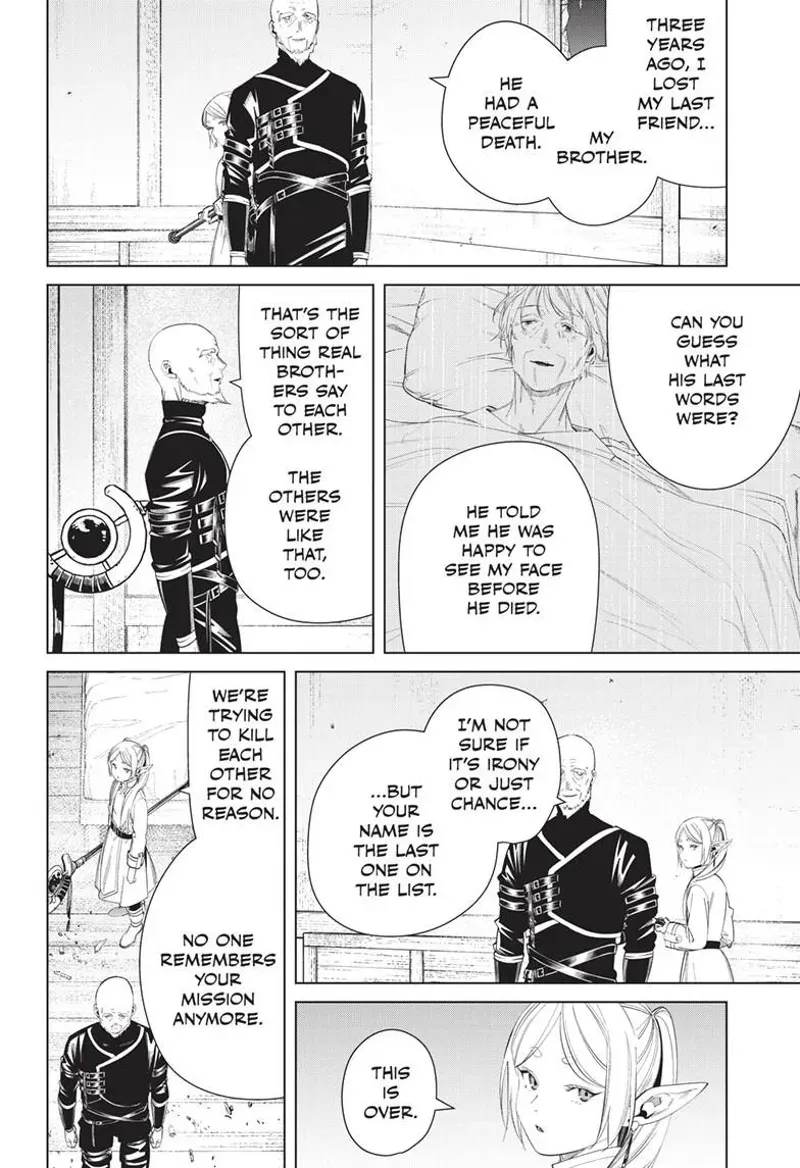 THREE
YEARS
AGO, I
LOST
MY LAST
FRIEND...
MY
BROTHER.
HE
HAD A
PEACEFUL
DEATH.
CAN YOU
GUESS
WHAT
HIS LAST
WORDS
WERE?
HE TOLD
ME HE WAS
HAPPY TO
SEE MY FACE
BEFORE
HE DIED.
THAT'S THE
SORT OF
THING REAL
BROTH-
ERS SAY
TO EACH
OTHER.
THE
OTHERS
WERE
LIKE
THAT,
TOO.
I'M NOT
SURE IF
IT'S IRONY
OR JUST
CHANCE...
...BUT
YOUR
NAME IS
THE LAST
ONE ON
THE LIST.
WE'RE
TRYING
TO KILL
EACH
OTHER
FOR NO
REASON.
NO ONE
REMEMBERS
YOUR
MISSION
ANYMORE.
THIS
IS
OVER.